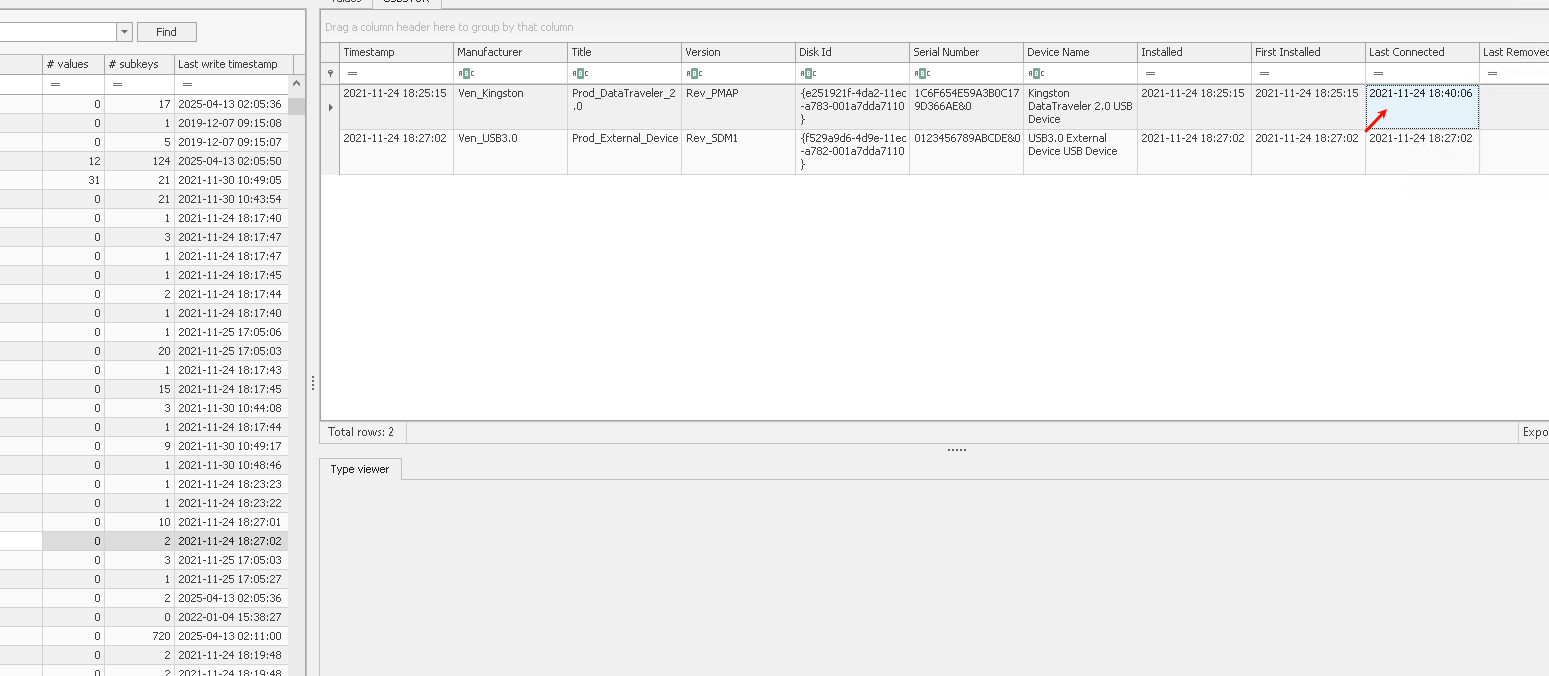 Find
# values # subkeys Last write timestamp
= = =
0 17 2025-04-13 02:05:36
0 1 2019-12-07 09:15:08
0 5 2019-12-07 09:15:07
12 124 2025-04-13 02:05:50
31 21 2021-11-30 10:49:05
0 21 2021-11-30 10:43:54
0 1 2021-11-24 18:17:40
0 3 2021-11-24 18:17:47
0 1 2021-11-24 18:17:47
0 1 2021-11-24 18:17:45
0 2 2021-11-24 18:17:44
0 1 2021-11-24 18:17:40
0 1 2021-11-25 17:05:06
0 20 2021-11-25 17:05:03
0 1 2021-11-24 18:17:43
0 15 2021-11-24 18:17:45
0 3 2021-11-30 10:44:08
0 1 2021-11-24 18:17:44
0 9 2021-11-30 10:49:17
0 1 2021-11-30 10:48:46
0 1 2021-11-24 18:23:23
0 1 2021-11-24 18:23:22
0 10 2021-11-24 18:27:01
0 2 2021-11-24 18:27:02
0 3 2021-11-25 17:05:03
0 1 2021-11-25 17:05:27
0 2 2025-04-13 02:05:36
0 0 2022-01-04 15:38:27
0 720 2025-04-13 02:11:00
0 2 2021-11-24 18:19:48
0 2 2021-11-24 18:19:48
Drag a column header here to group by that column
Timestamp Manufacturer Title Version Disk Id Serial Number Device Name Installed First Installed Last Connected Last Removed
= ABC ABC ABC ABC ABC ABC = = = =
2021-11-24 18:25:15 Ven_Kingston Prod_DataTraveler_2 Rev_PMAP {e251921f-4da2-11ec 1C6F654E59A3B0C17 Kingston 2021-11-24 18:25:15 2021-11-24 18:25:15 2021-11-24 18:40:06
.0 -a783-001a7dda7110 9D366AE&0 DataTraveler 2.0 USB
} Device
2021-11-24 18:27:02 Ven_USB3.0 Prod_External_Device Rev_SDM1 {f529a9d6-4d9e-11ec 0123456789ABCDE&0 USB3.0 External 2021-11-24 18:27:02 2021-11-24 18:27:02 2021-11-24 18:27:02
-a782-001a7dda7110 Device USB Device
}
Total rows: 2 Expo
Type viewer